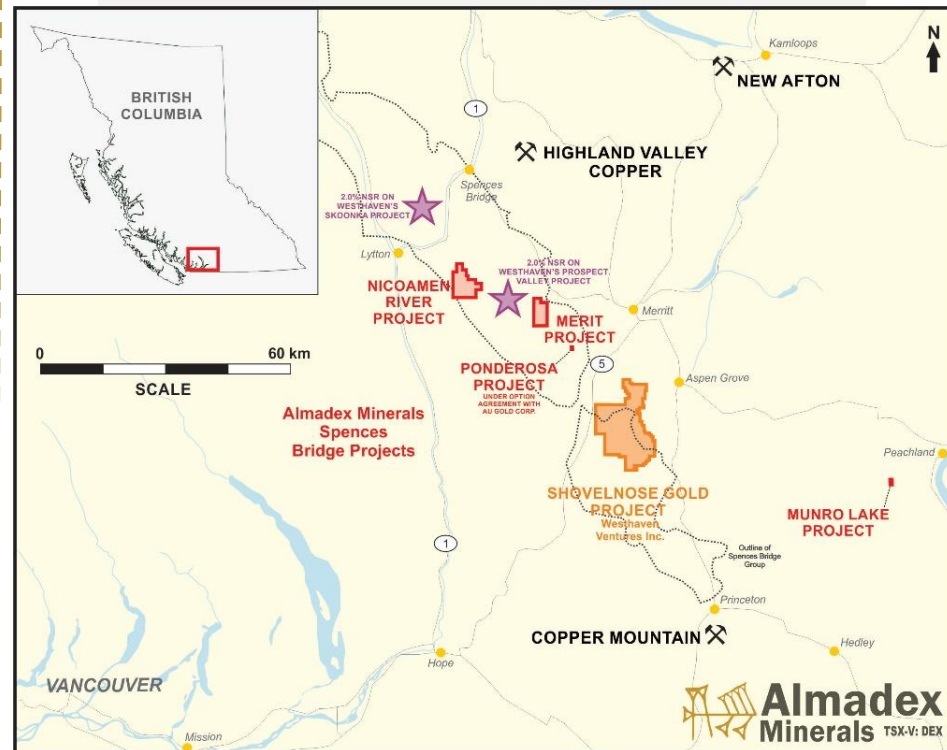 BRITISH
COLUMBIA
N
Kamloops
NEW AFTON
1
HIGHLAND VALLEY
COPPER
Spences
Bridge
2.0% NSR ON
WESTHAVEN'S
SKOONKA PROJECT
Lytton
2.0% NSR ON
WESTHAVEN'S PROSPECT
VALLEY PROJECT
NICOAMEN
RIVER
PROJECT
Merritt
MERIT
PROJECT
0 60 km
SCALE
PONDEROSA
PROJECT
UNDER OPTION
AGREEMENT WITH
AU GOLD CORP.
5
Aspen Grove
Almadex Minerals
Spences
Bridge Projects
Peachland
SHOVELNOSE GOLD
PROJECT
Westhaven
Ventures Inc.
MUNRO LAKE
PROJECT
1
Outline of
Spences Bridge
Group
Princeton
COPPER MOUNTAIN
Hedley
Hope
VANCOUVER
Mission
Almadex
Minerals TSX-V: DEX